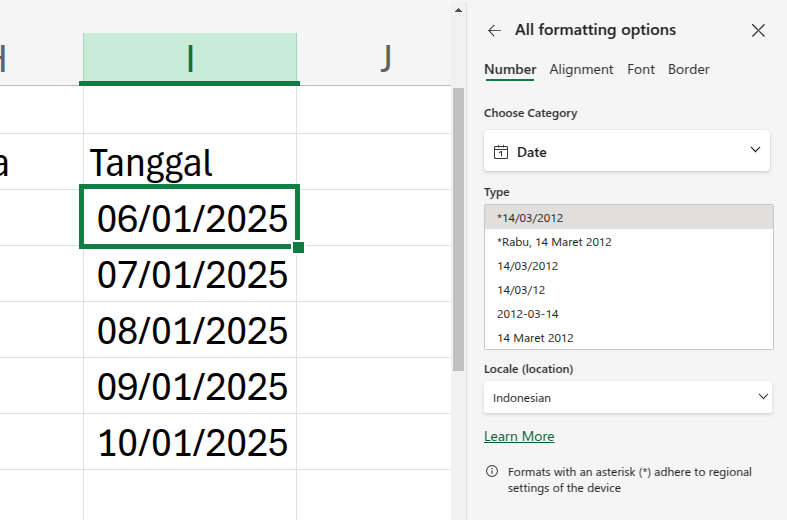 I
J
Tanggal
06/01/2025
07/01/2025
08/01/2025
09/01/2025
10/01/2025
All formatting options
Number Alignment Font Border
Choose Category
Date
Type
*14/03/2012
*Rabu, 14 Maret 2012
14/03/2012
14/03/12
2012-03-14
14 Maret 2012
Locale (location)
Indonesian
Learn More
Formats with an asterisk (*) adhere to regional
settings of the device